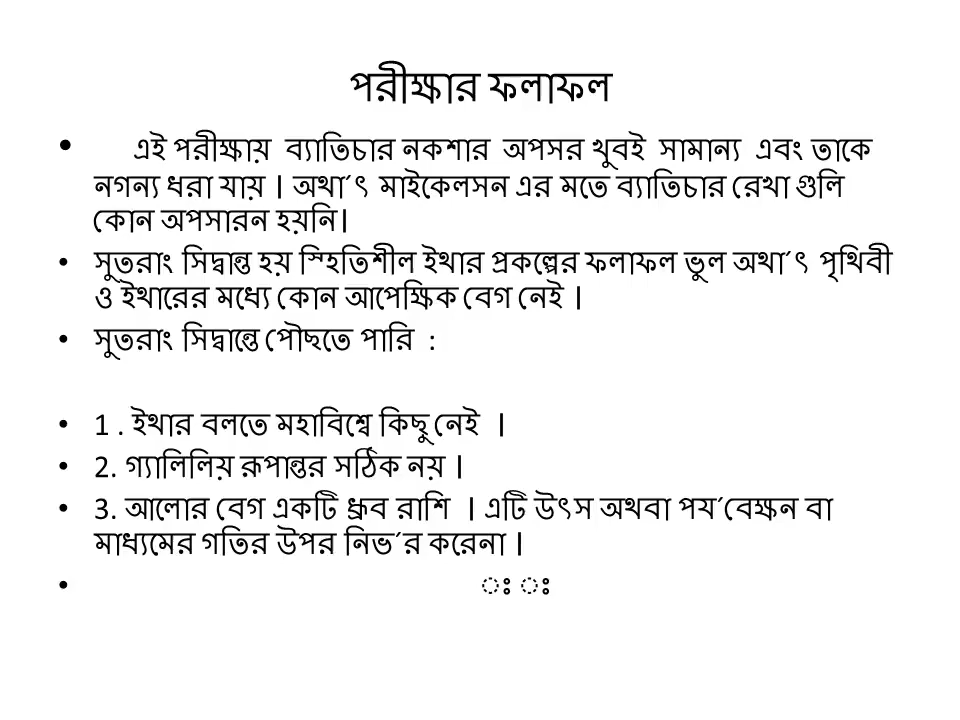 পরীক্ষার ফলাফল
• এই পরীক্ষায় ব্যাতিচার নকশার অপসর খুবই সামান্য এবং তাকে
নগন্য ধরা যায় । অথা´ৎ মাইকেলসন এর মতে ব্যাতিচার রেখা গুলি
কোন অপসারন হয়নি।
• সুতরাং সিদ্বান্ত হয় স্হিতিশীল ইথার প্রকল্পের ফলাফল ভুল অথা´ৎ পৃথিবী
ও ইথারের মধ্যে কোন আপেক্ষিক বেগ নেই ।
• সুতরাং সিদ্বান্তে পৌছতে পারি :
• 1 . ইথার বলতে মহাবিশ্বে কিছু নেই ।
• 2. গ্যালিলিয় রূপান্তর সঠিক নয় ।
• 3. আলোর বেগ একটি ধ্রূব রাশি । এটি উৎস অথবা পয´বেক্ষন বা
মাধ্যমের গতির উপর নিভ´র করেনা ।
• ঃ ঃ